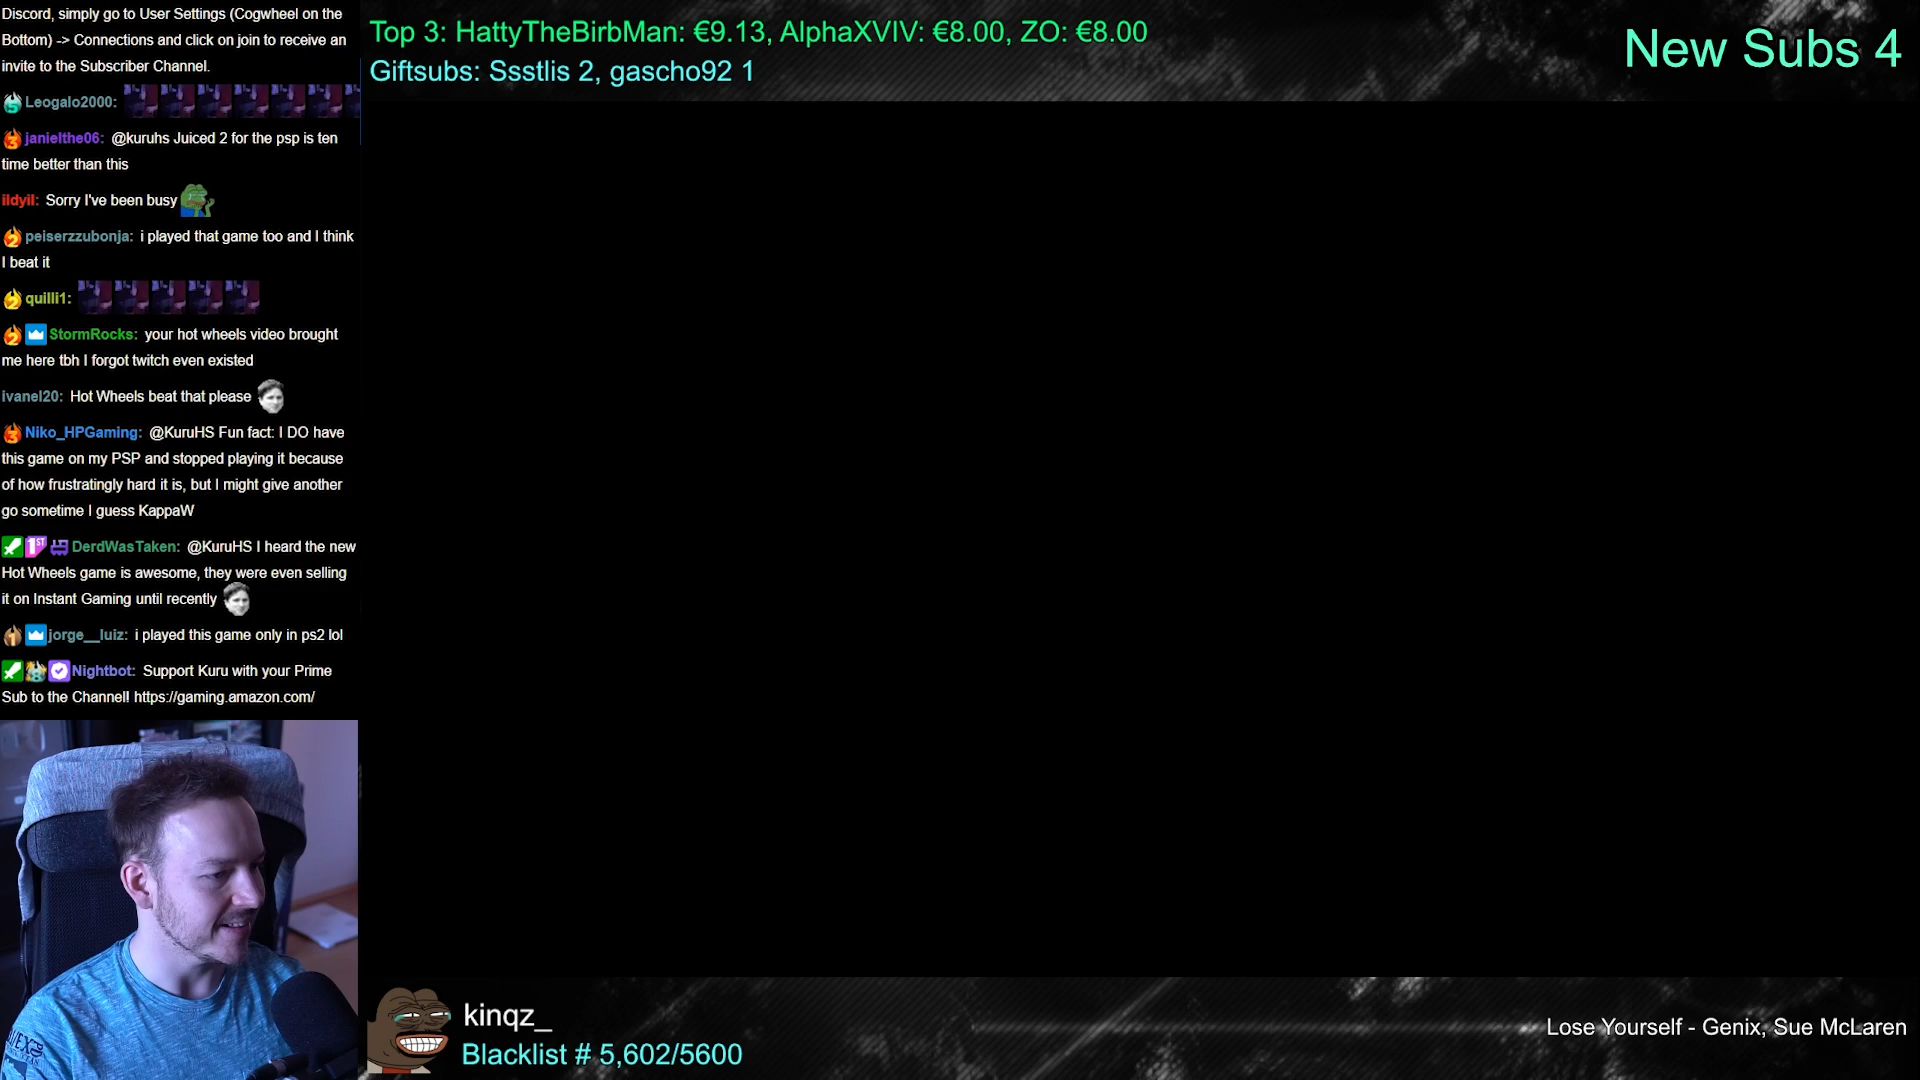 Discord, simply go to User Settings (Cogwheel on the
Bottom) -> Connections and click on join to receive an
invite to the Subscriber Channel.
Leogalo2000:
janielthe06: @kuruhs Juiced 2 for the psp is ten
time better than this
ildyil: Sorry I've been busy
peiserzzubonja: i played that game too and I think
I beat it
quilli1:
StormRocks: your hot wheels video brought
me here tbh I forgot twitch even existed
ivanel20: Hot Wheels beat that please
Niko_HPGaming: @KuruHS Fun fact: I DO have
this game on my PSP and stopped playing it because
of how frustratingly hard it is, but I might give another
go sometime I guess KappaW
DerdWasTaken: @KuruHS I heard the new
Hot Wheels game is awesome, they were even selling
it on Instant Gaming until recently
jorge__luiz: i played this game only in ps2 lol
Nightbot: Support Kuru with your Prime
Sub to the Channel! https://gaming.amazon.com/
Top 3: HattyTheBirbMan: €9.13, AlphaXVIV: €8.00, ZO: €8.00
Giftsubs: Ssstlis 2, gascho92 1
New Subs 4
kinqz_
Blacklist # 5,602/5600
Lose Yourself - Genix, Sue McLaren